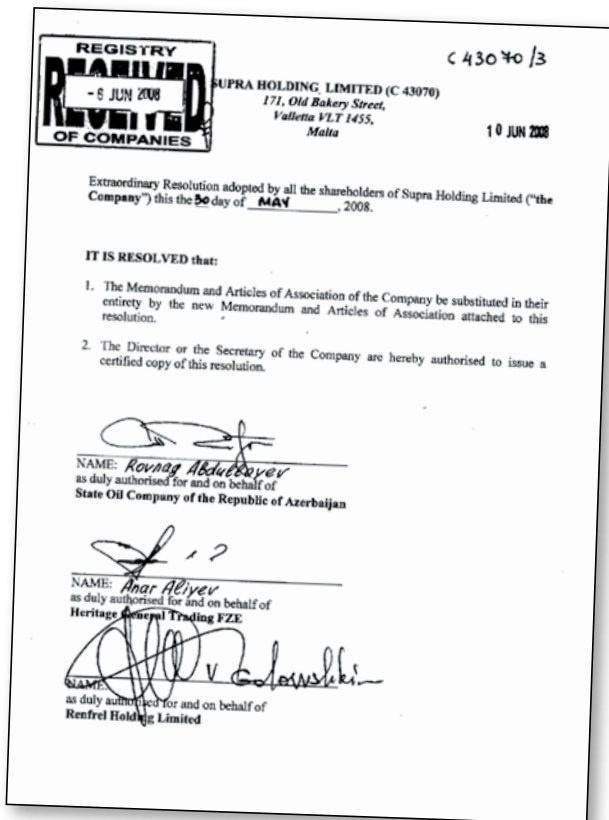 C 43070/3
REGISTRY
RECEIVED
- 6 JUN 2008
OF COMPANIES
SUPRA HOLDING LIMITED (C 43070)
171, Old Bakery Street,
Valletta VLT 1455,
Malta
10 JUN 2008
Extraordinary Resolution adopted by all the shareholders of Supra Holding Limited ("the
Company") this the 30 day of MAY, 2008.
IT IS RESOLVED that:
1. The Memorandum and Articles of Association of the Company be substituted in their
entirety by the new Memorandum and Articles of Association attached to this
resolution.
2. The Director or the Secretary of the Company are hereby authorised to issue a
certified copy of this resolution.
NAME: Rovnag Abdullayev
as duly authorised for and on behalf of
State Oil Company of the Republic of Azerbaijan
NAME: Anar Aliyev
as duly authorised for and on behalf of
Heritage General Trading FZE
V
NAME:
as duly authorised for and on behalf of
Renfrel Holding Limited